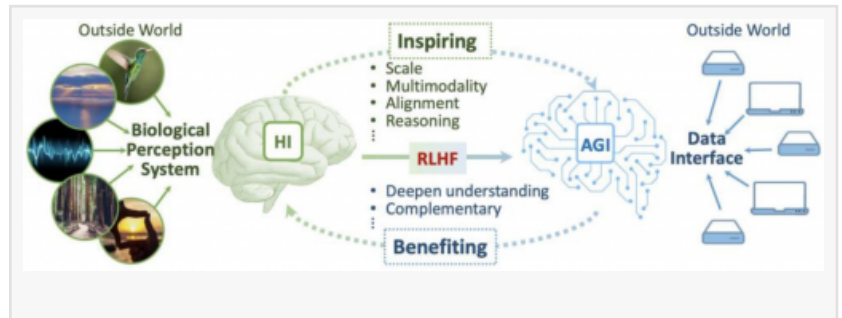 Outside World
Biological
Perception
System
HI
Inspiring
• Scale
• Multimodality
• Alignment
• Reasoning
⋮
RLHF
• Deepen understanding
• Complementary
⋮
Benefiting
AGI
Outside World
Data
Interface